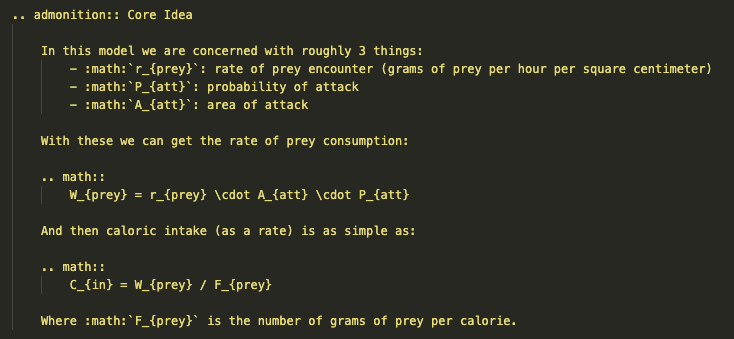 .. admonition:: Core Idea
In this model we are concerned with roughly 3 things:
- :math:`r_{prey}`: rate of prey encounter (grams of prey per hour per square centimeter)
- :math:`P_{att}`: probability of attack
- :math:`A_{att}`: area of attack
With these we can get the rate of prey consumption:
.. math::
W_{prey} = r_{prey} \cdot A_{att} \cdot P_{att}
And then caloric intake (as a rate) is as simple as:
.. math::
C_{in} = W_{prey} / F_{prey}
Where :math:`F_{prey}` is the number of grams of prey per calorie.